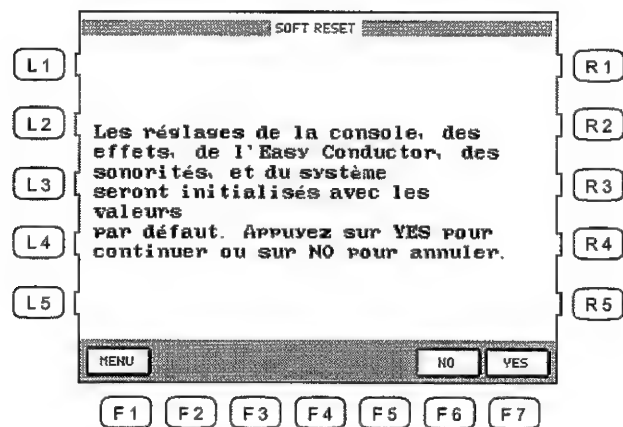 SOFT RESET
L1
R1
L2
R2
L3
R3
L4
R4
L5
R5
Les réglages de la console, des
effets, de l'Easy Conductor, des
sonorités, et du système
seront initialisés avec les
valeurs
par défaut. Appuyez sur YES pour
continuer ou sur NO pour annuler.
MENU
NO
YES
F1
F2
F3
F4
F5
F6
F7